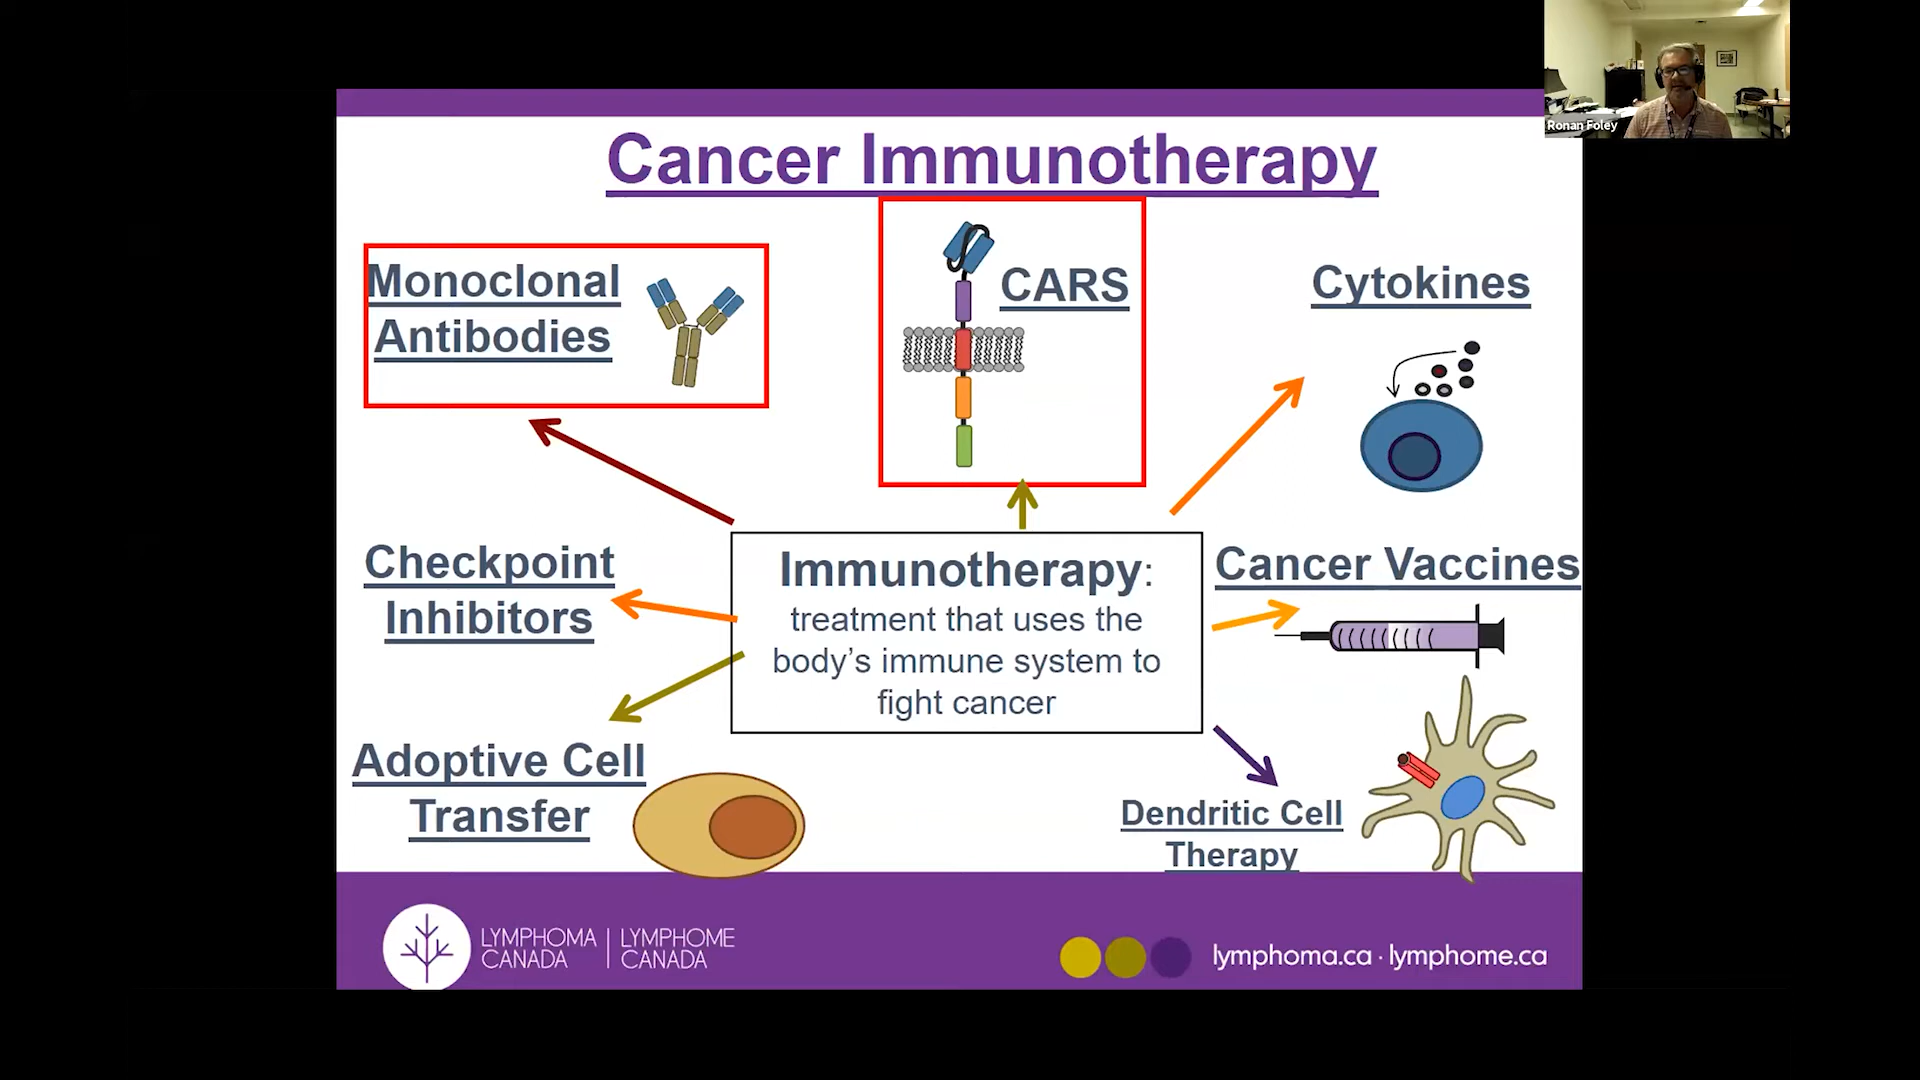 Ronan Foley
Cancer Immunotherapy
Monoclonal
Antibodies
CARS
Cytokines
Checkpoint
Inhibitors
Immunotherapy:
treatment that uses the
body's immune system to
fight cancer
Cancer Vaccines
Adoptive Cell
Transfer
Dendritic Cell
Therapy
LYMPHOMA
CANADA
LYMPHOME
CANADA
lymphoma.ca · lymphome.ca